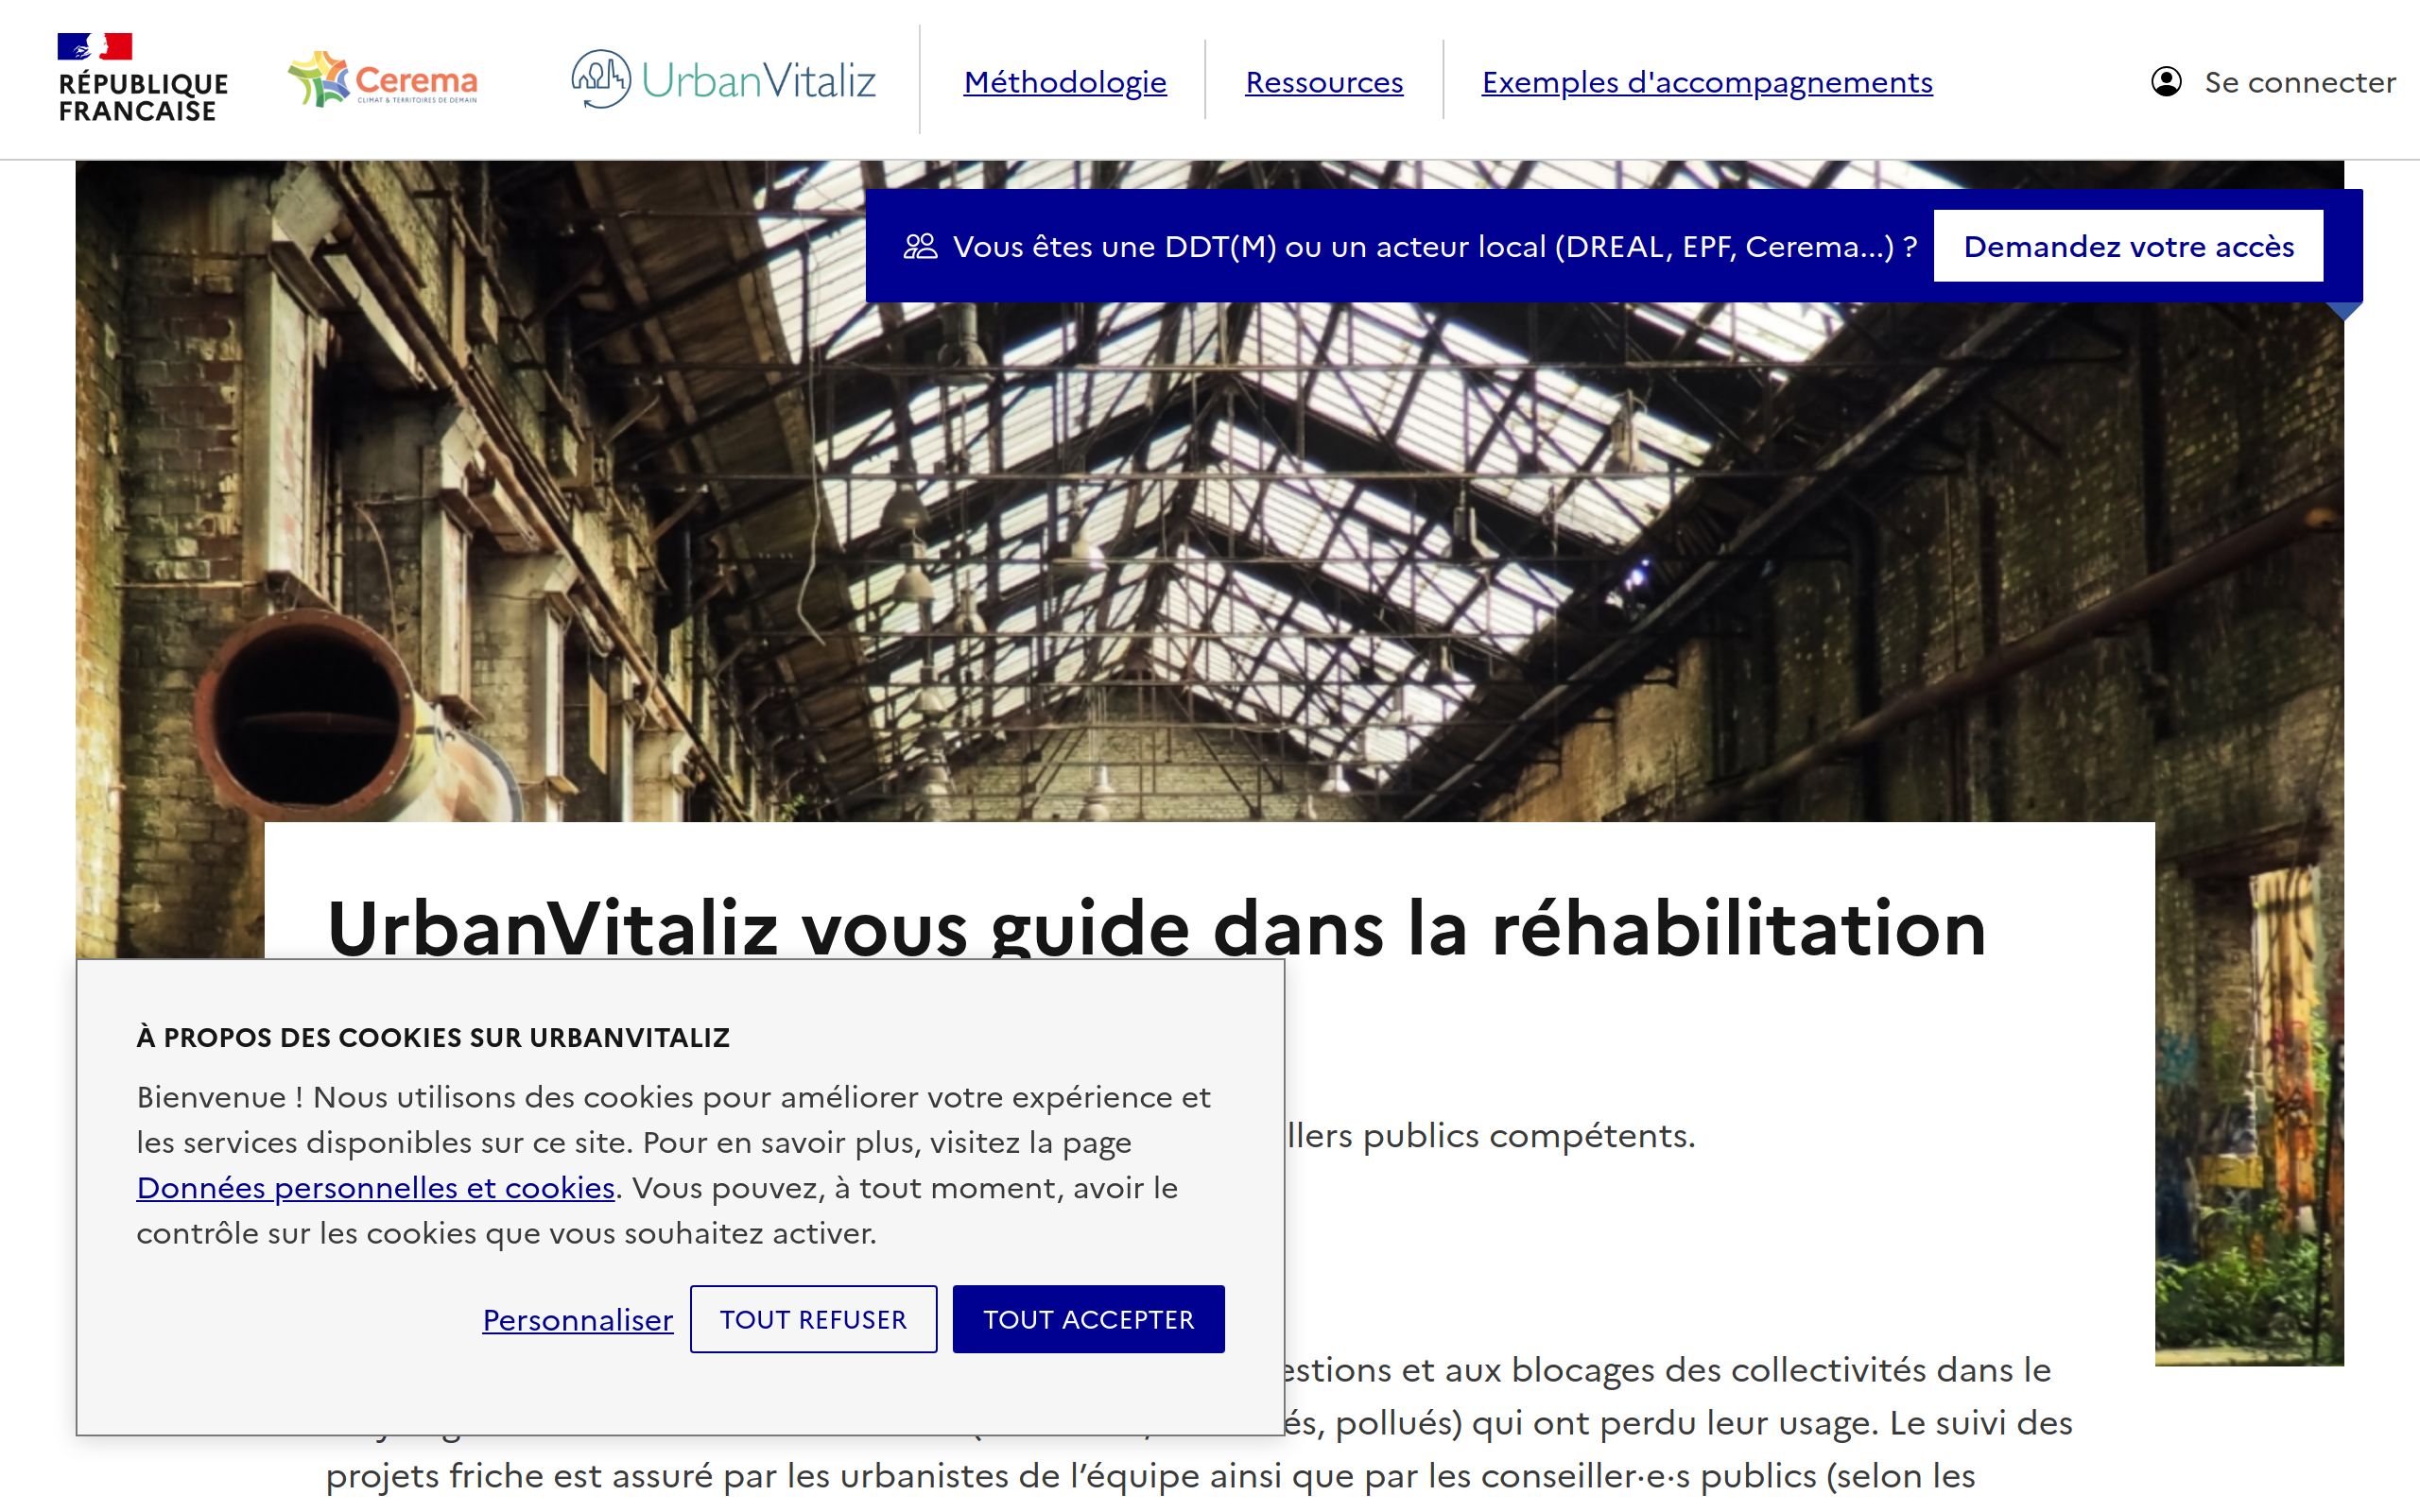 RÉPUBLIQUE
FRANCAISE
Cerema
CLIMAT & TERRITOIRES DE DEMAIN
UrbanVitaliz
Méthodologie
Ressources
Exemples d'accompagnements
Se connecter
Vous êtes une DDT(M) ou un acteur local (DREAL, EPF, Cerema...) ?
Demandez votre accès
UrbanVitaliz vous guide dans la réhabilitation
llers publics compétents.
À PROPOS DES COOKIES SUR URBANVITALIZ
Bienvenue ! Nous utilisons des cookies pour améliorer votre expérience et
les services disponibles sur ce site. Pour en savoir plus, visitez la page
Données personnelles et cookies. Vous pouvez, à tout moment, avoir le
contrôle sur les cookies que vous souhaitez activer.
Personnaliser
TOUT REFUSER
TOUT ACCEPTER
estions et aux blocages des collectivités dans le
és, pollués) qui ont perdu leur usage. Le suivi des
projets friche est assuré par les urbanistes de l’équipe ainsi que par les conseiller·e·s publics (selon les